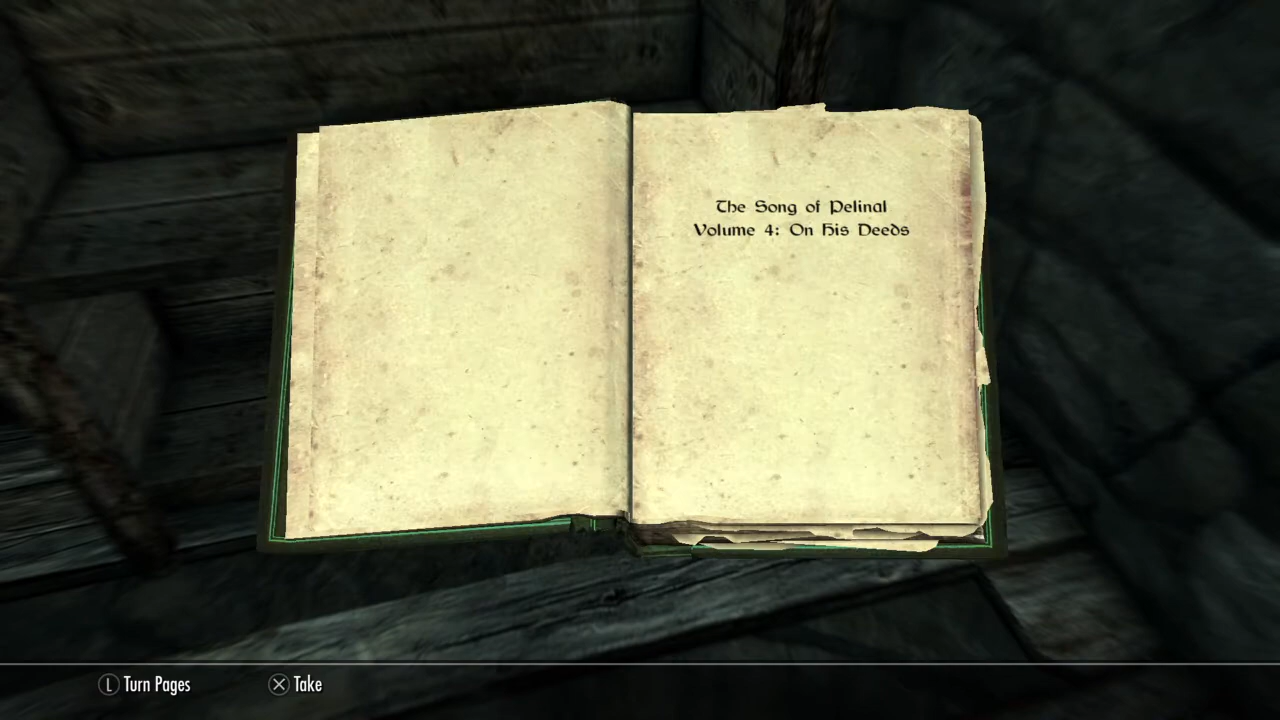 The Song of Pelinal
Volume 4: On His Deeds
L Turn Pages
X Take